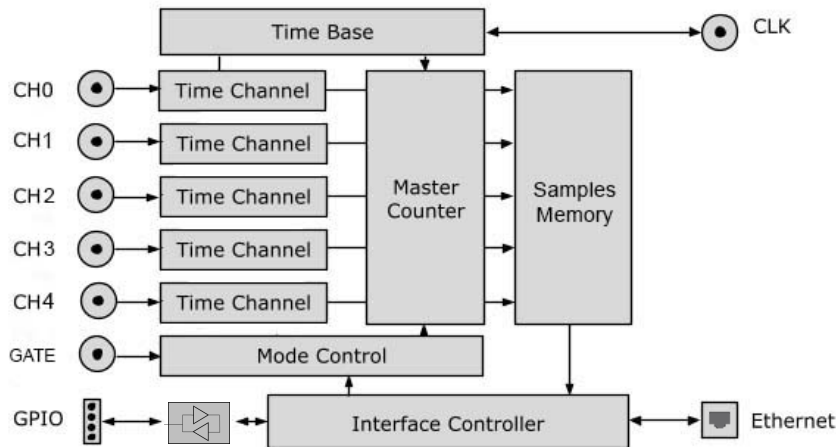 Time Base
CLK
CH0
Time Channel
CH1
Time Channel
CH2
Time Channel
CH3
Time Channel
CH4
Time Channel
Master
Counter
Samples
Memory
GATE
Mode Control
GPIO
Interface Controller
Ethernet